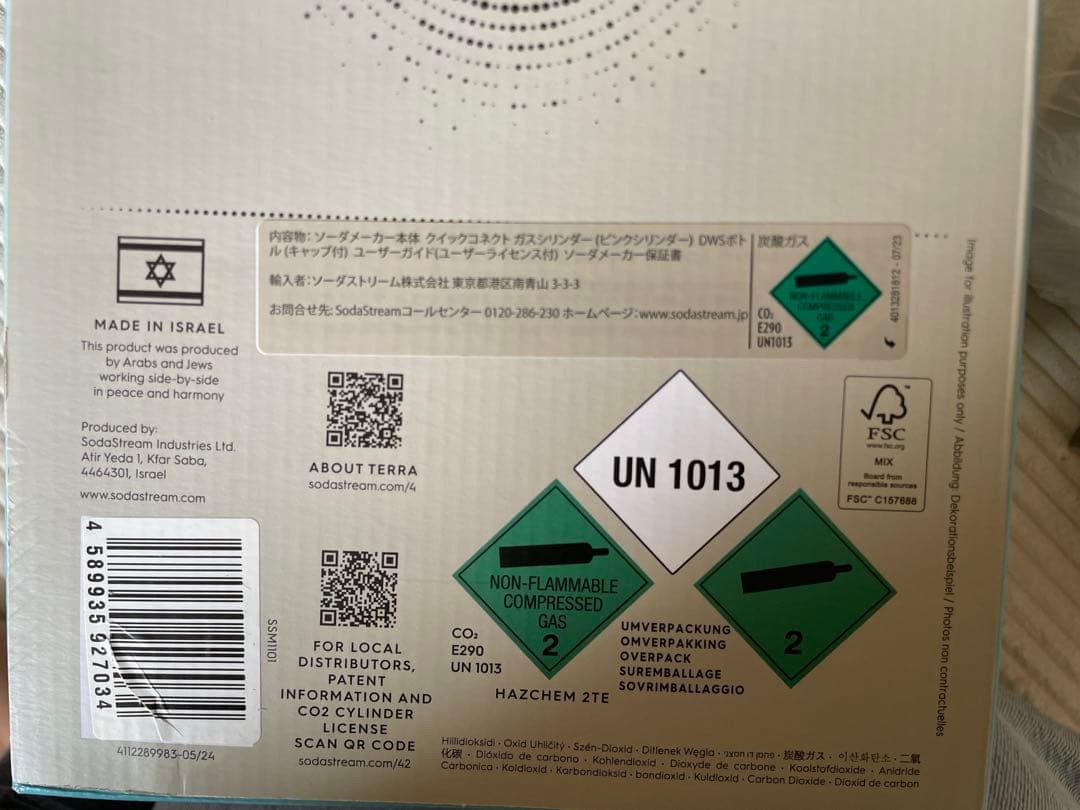 内容物：ソーダメーカー本体 クイックコネクト ガスシリンダー (ピンクシリンダー) DWSボト
ル (キャップ付) ユーザーガイド(ユーザーライセンス付) ソーダメーカー保証書
輸入者：ソーダストリーム株式会社 東京都港区南青山 3-3-3
お問合せ先: SodaStreamコールセンター 0120-286-230 ホームページ：www.sodastream.jp
炭酸ガス
NON-FLAMMABLE
COMPRESSED
GAS
2
CO₂
E290
UN1013
4013281812 - 07/23
MADE IN ISRAEL
This product was produced
by Arabs and Jews
working side-by-side
in peace and harmony
Produced by:
SodaStream Industries Ltd.
Atir Yeda 1, Kfar Saba,
4464301, Israel
www.sodastream.com
4 589935 927034
4112289983-05/24
SSM1101
ABOUT TERRA
sodastream.com/4
FOR LOCAL
DISTRIBUTORS,
PATENT
INFORMATION AND
CO2 CYLINDER
LICENSE
SCAN QR CODE
sodastream.com/42
UN 1013
NON-FLAMMABLE
COMPRESSED
GAS
2
CO₂
E290
UN 1013
HAZCHEM 2TE
2
UMVERPACKUNG
OMVERPAKKING
OVERPACK
SUREMBALLAGE
SOVRIMBALLAGGIO
FSC
www.fsc.org
MIX
Board from
responsible sources
FSC™ C157688
Image for illustration purposes only / Abbildung: Dekorationsbeispiel / Photos non contractuelles
Hiilidioksidi · Oxid Uhličitý · Szén-Dioxid · Ditlenek Węgla · 炭酸ガス · 이산화탄소 · 二氧
化碳 · Dióxido de carbono · Kohlendioxid · Dioxyde de carbone · Koolstofdioxide · Anidride
Carbonica · Koldioxid · Karbondioksid · bondioxid · Kuldioxid · Carbon Dioxide · Dioxid de carbon